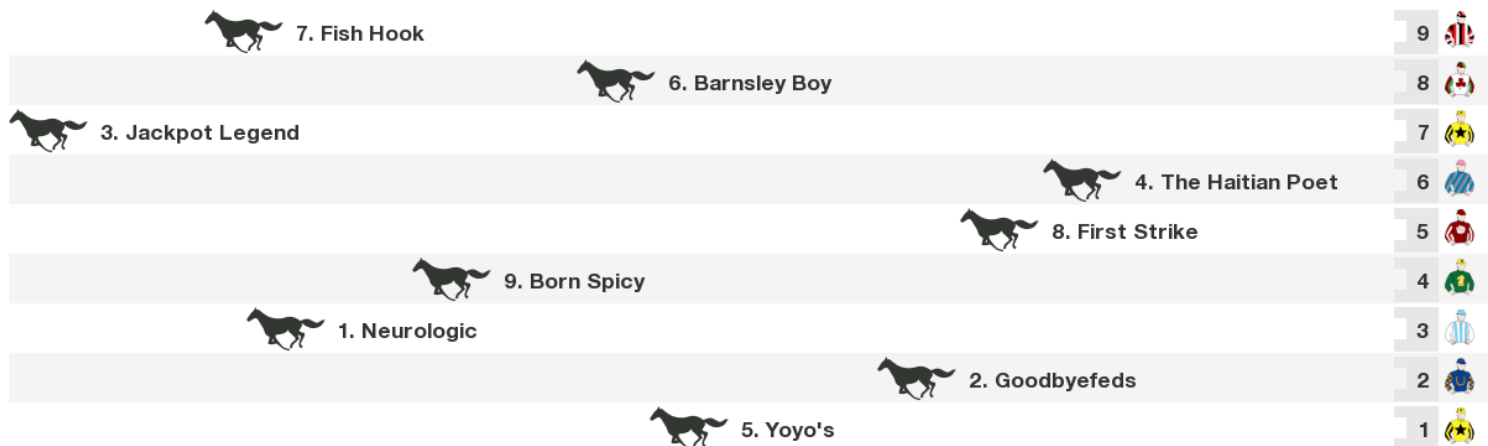 7. Fish Hook 9
6. Barnsley Boy 8
3. Jackpot Legend 7
4. The Haitian Poet 6
8. First Strike 5
9. Born Spicy 4
1. Neurologic 3
2. Goodbyefeds 2
5. Yoyo's 1